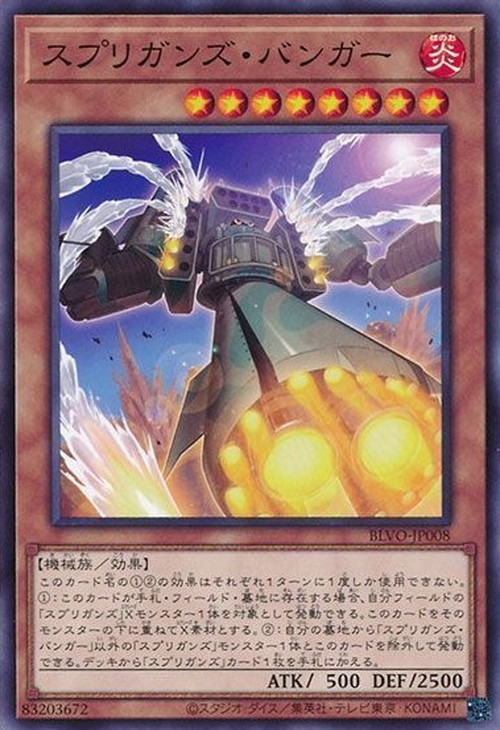 スプリガンズ・バンガー
炎
BLVO-JP008
【機械族／効果】
このカード名の①②の効果はそれぞれ1ターンに1度しか使用できない。
①：このカードが手札・フィールド・墓地に存在する場合、自分フィールドの
「スプリガンズ」Xモンスター1体を対象として発動できる。このカードをその
モンスターの下に重ねてX素材とする。②：自分の墓地から「スプリガンズ・
バンガー」以外の「スプリガンズ」モンスター1体とこのカードを除外して発動
できる。デッキから「スプリガンズ」カード1枚を手札に加える。
ATK/ 500 DEF/2500
83203672
©スタジオ・ダイス／集英社・テレビ東京・KONAMI